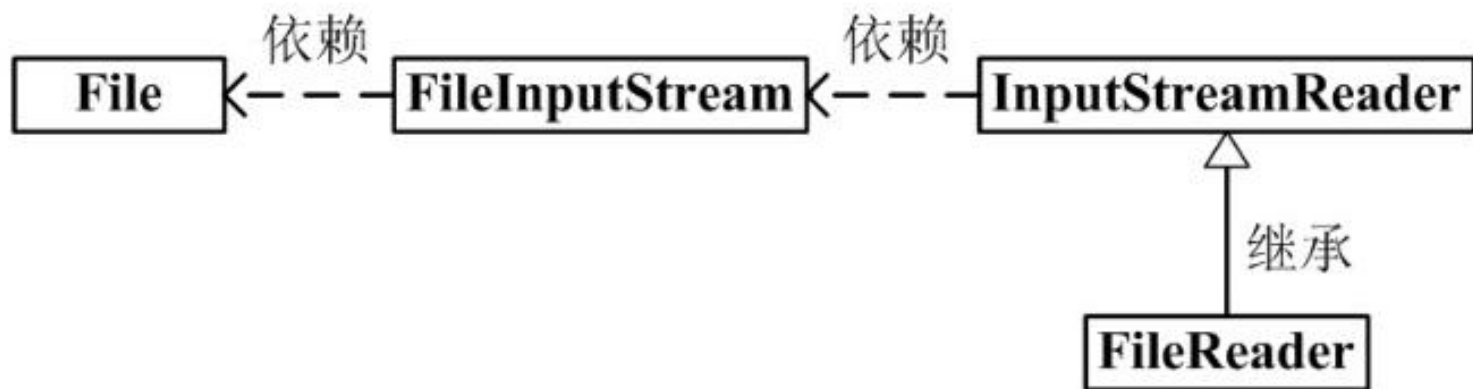 依赖
依赖
File
FileInputStream
InputStreamReader
继承
FileReader